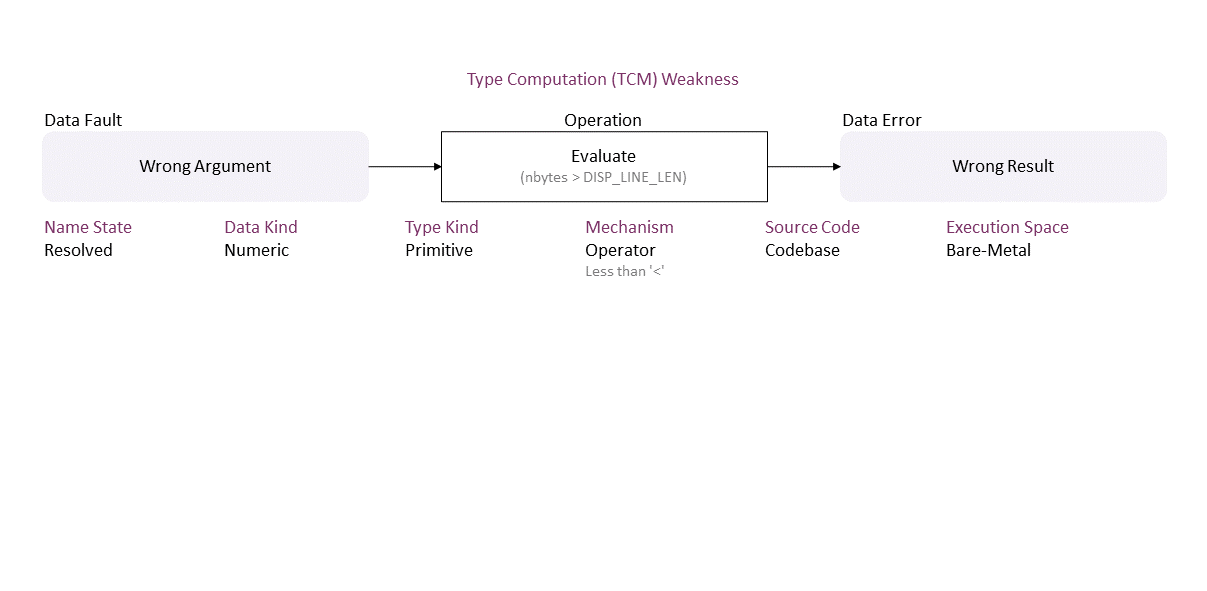 Type Computation (TCM) Weakness
Data Fault
Operation
Data Error
Wrong Argument
Evaluate
(nbytes > DISP_LINE_LEN)
Wrong Result
Name State
Data Kind
Type Kind
Mechanism
Source Code
Execution Space
Resolved
Numeric
Primitive
Operator
Codebase
Bare-Metal
Less than '<'